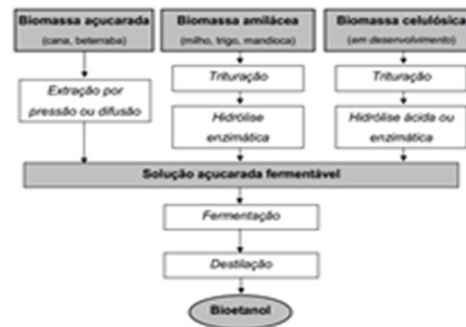 Biomassa açucarada
(cana, beterraba)
Biomassa amilácea
(milho, trigo, mandioca)
Biomassa celulósica
(em desenvolvimento)
Extração por
pressão ou difusão
Trituração
Hidrólise
enzimática
Trituração
Hidrólise ácida ou
enzimática
Solução açucarada fermentável
Fermentação
Destilação
Bioetanol